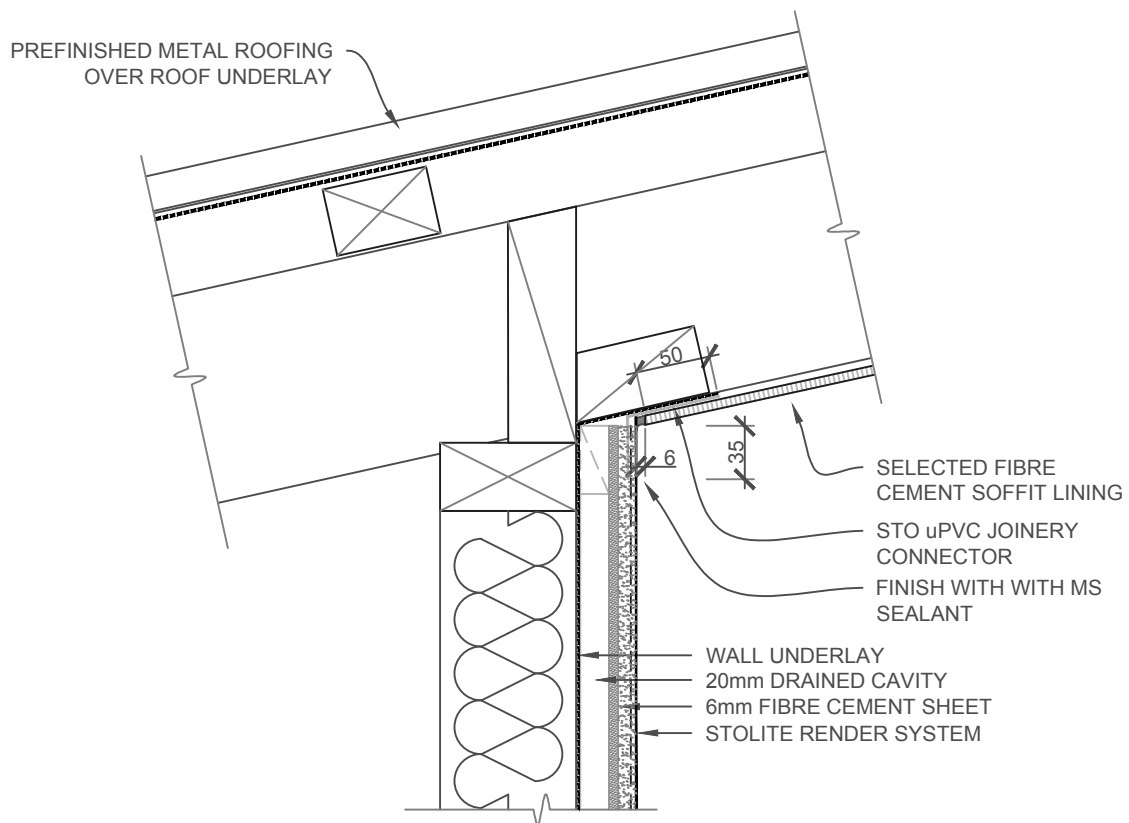 PREFINISHED METAL ROOFING
OVER ROOF UNDERLAY
50
6
35
SELECTED FIBRE
CEMENT SOFFIT LINING
STO uPVC JOINERY
CONNECTOR
FINISH WITH WITH MS
SEALANT
WALL UNDERLAY
20mm DRAINED CAVITY
6mm FIBRE CEMENT SHEET
STOLITE RENDER SYSTEM